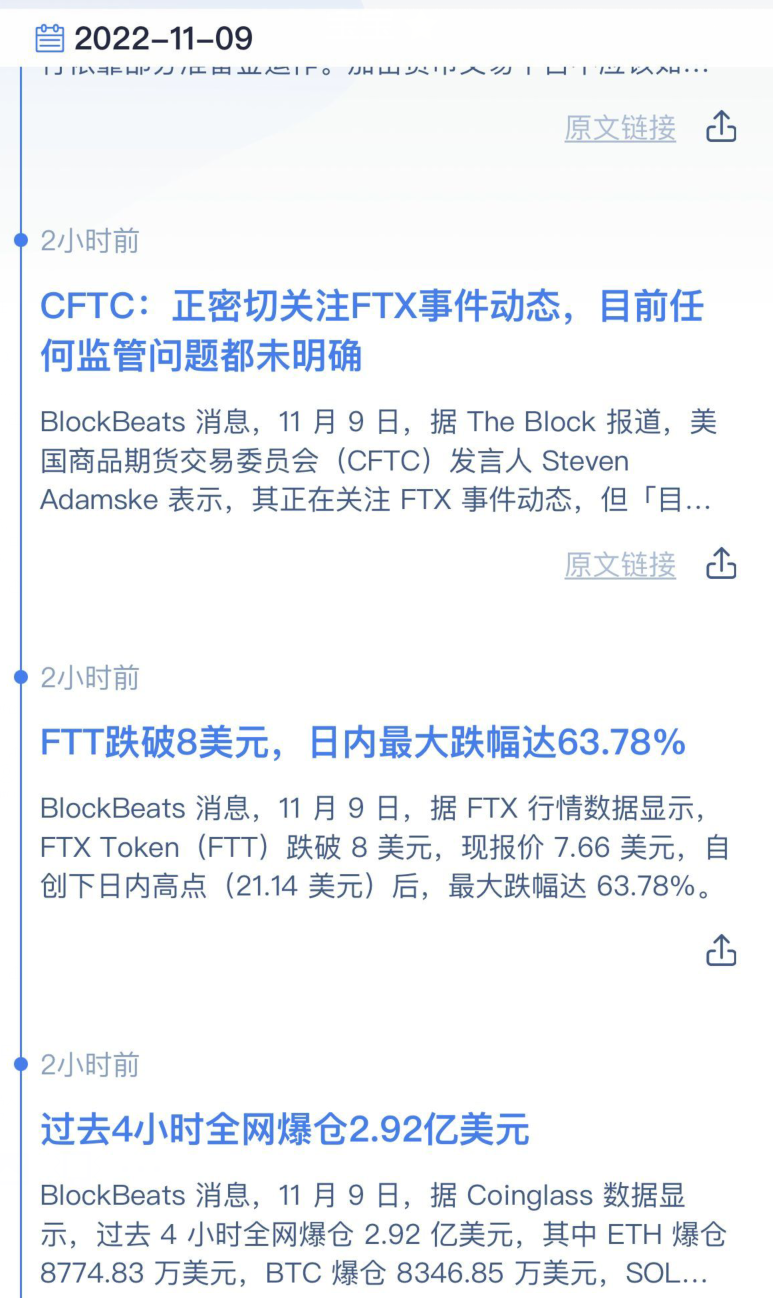 2022-11-09
原文链接
2小时前
CFTC：正密切关注FTX事件动态，目前任
何监管问题都未明确
BlockBeats 消息，11 月 9 日，据 The Block 报道，美
国商品期货交易委员会（CFTC）发言人 Steven
Adamske 表示，其正在关注 FTX 事件动态，但「目...
原文链接
2小时前
FTT跌破8美元，日内最大跌幅达63.78%
BlockBeats 消息，11 月 9 日，据 FTX 行情数据显示，
FTX Token（FTT）跌破 8 美元，现报价 7.66 美元，自
创下日内高点（21.14 美元）后，最大跌幅达 63.78%。
2小时前
过去4小时全网爆仓2.92亿美元
BlockBeats 消息，11 月 9 日，据 Coinglass 数据显
示，过去 4 小时全网爆仓 2.92 亿美元，其中 ETH 爆仓
8774.83 万美元，BTC 爆仓 8346.85 万美元，SOL...